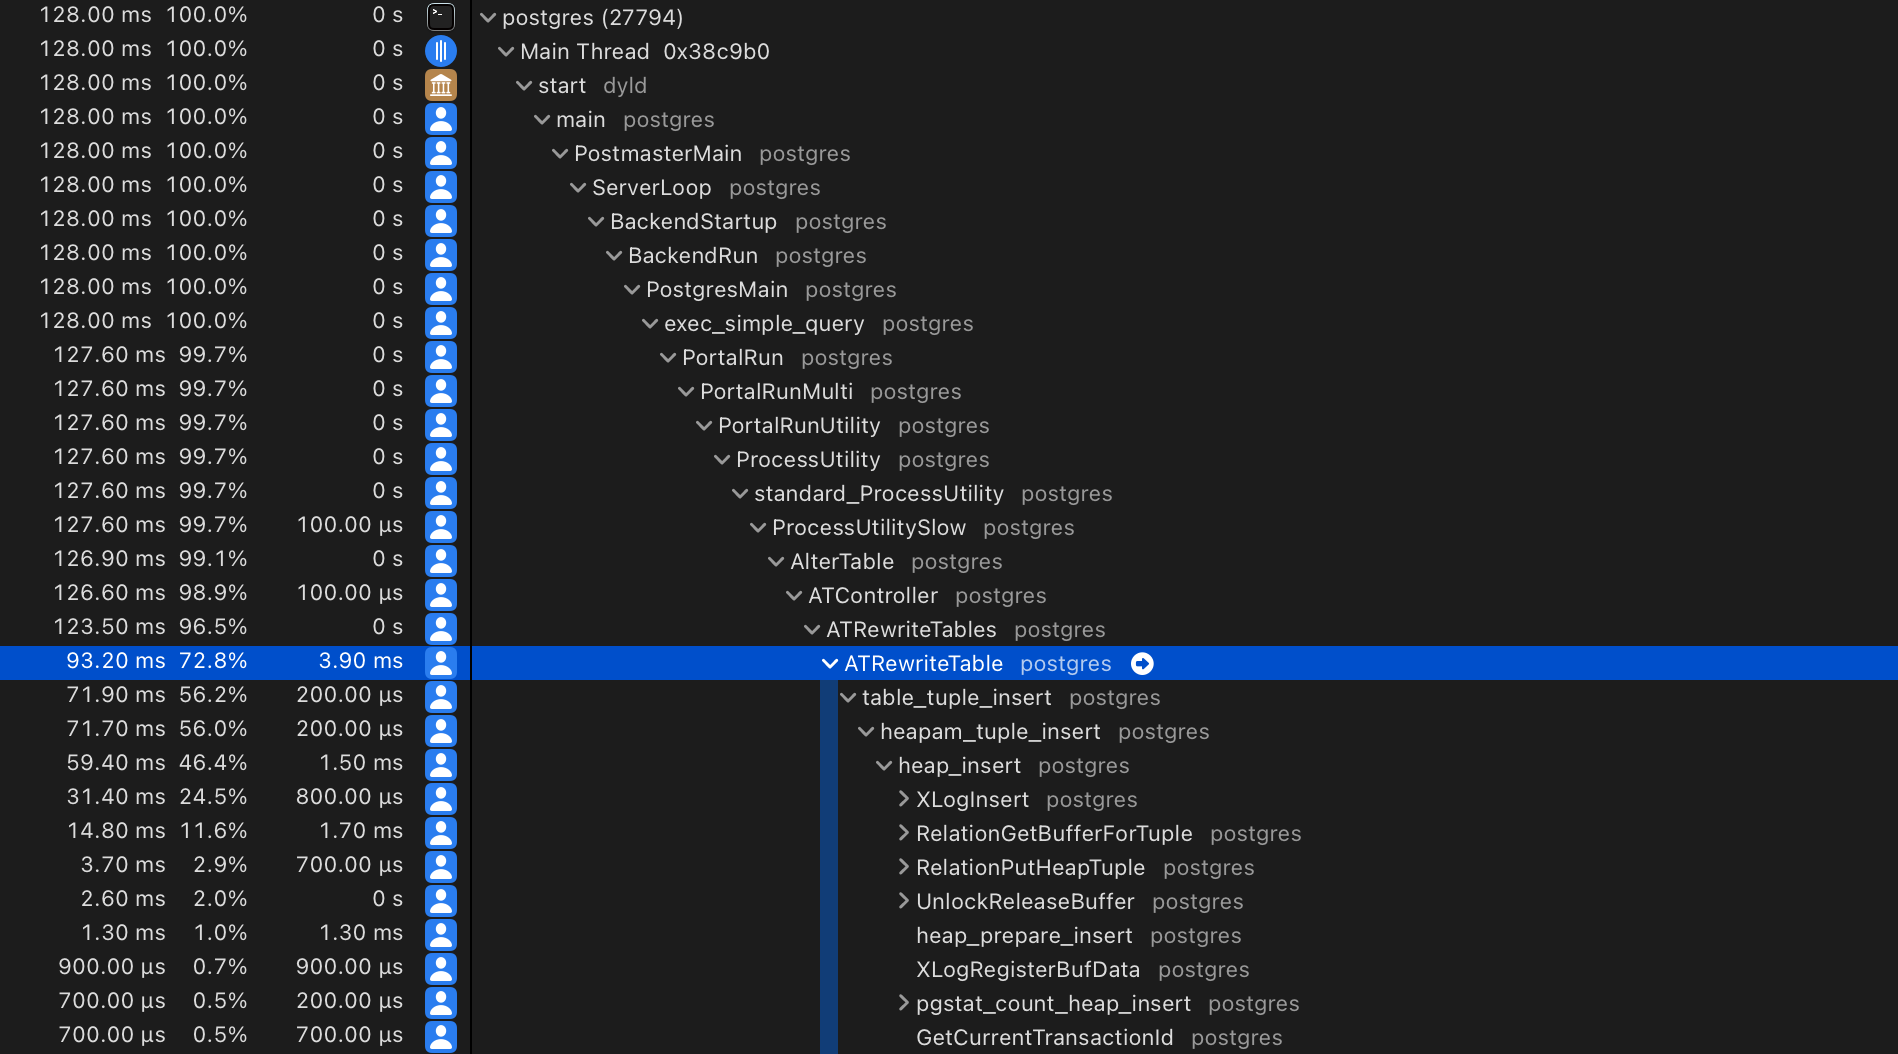 128.00 ms 100.0% 0 s postgres (27794)
128.00 ms 100.0% 0 s Main Thread 0x38c9b0
128.00 ms 100.0% 0 s start dyld
128.00 ms 100.0% 0 s main postgres
128.00 ms 100.0% 0 s PostmasterMain postgres
128.00 ms 100.0% 0 s ServerLoop postgres
128.00 ms 100.0% 0 s BackendStartup postgres
128.00 ms 100.0% 0 s BackendRun postgres
128.00 ms 100.0% 0 s PostgresMain postgres
128.00 ms 100.0% 0 s exec_simple_query postgres
127.60 ms 99.7% 0 s PortalRun postgres
127.60 ms 99.7% 0 s PortalRunMulti postgres
127.60 ms 99.7% 0 s PortalRunUtility postgres
127.60 ms 99.7% 0 s ProcessUtility postgres
127.60 ms 99.7% 0 s standard_ProcessUtility postgres
127.60 ms 99.7% 100.00 µs ProcessUtilitySlow postgres
126.90 ms 99.1% 0 s AlterTable postgres
126.60 ms 98.9% 100.00 µs ATController postgres
123.50 ms 96.5% 0 s ATRewriteTables postgres
93.20 ms 72.8% 3.90 ms ATRewriteTable postgres
71.90 ms 56.2% 200.00 µs table_tuple_insert postgres
71.70 ms 56.0% 200.00 µs heapam_tuple_insert postgres
59.40 ms 46.4% 1.50 ms heap_insert postgres
31.40 ms 24.5% 800.00 µs XLogInsert postgres
14.80 ms 11.6% 1.70 ms RelationGetBufferForTuple postgres
3.70 ms 2.9% 700.00 µs RelationPutHeapTuple postgres
2.60 ms 2.0% 0 s UnlockReleaseBuffer postgres
1.30 ms 1.0% 1.30 ms heap_prepare_insert postgres
900.00 µs 0.7% 900.00 µs XLogRegisterBufData postgres
700.00 µs 0.5% 200.00 µs pgstat_count_heap_insert postgres
700.00 µs 0.5% 700.00 µs GetCurrentTransactionId postgres